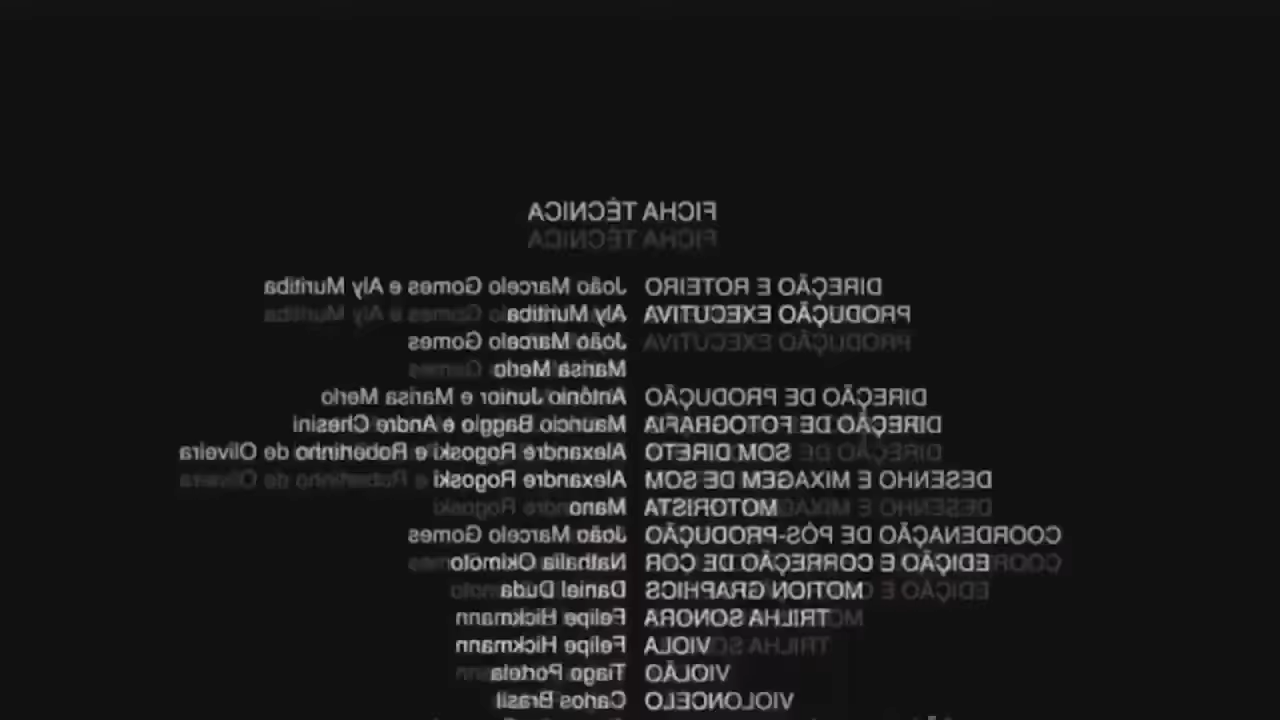 FICHA TÉCNICA
DIREÇÃO E ROTEIRO João Marcelo Gomes e Aly Muritiba
PRODUÇÃO EXECUTIVA Aly Muritiba
João Marcelo Gomes
Marisa Merlo
DIREÇÃO DE PRODUÇÃO Antônio Junior e Marisa Merlo
DIREÇÃO DE FOTOGRAFIA Mauricio Baggio e Andre Chesini
SOM DIRETO Alexandre Rogoski e Robertinho de Oliveira
DESENHO E MIXAGEM DE SOM Alexandre Rogoski
MOTORISTA Mano
COORDENAÇÃO DE PÓS-PRODUÇÃO João Marcelo Gomes
EDIÇÃO E CORREÇÃO DE COR Nathalia Okimoto
MOTION GRAPHICS Daniel Duda
TRILHA SONORA Felipe Hickmann
VIOLA Felipe Hickmann
VIOLÃO Tiago Portela
VIOLONCELO Carlos Brasil